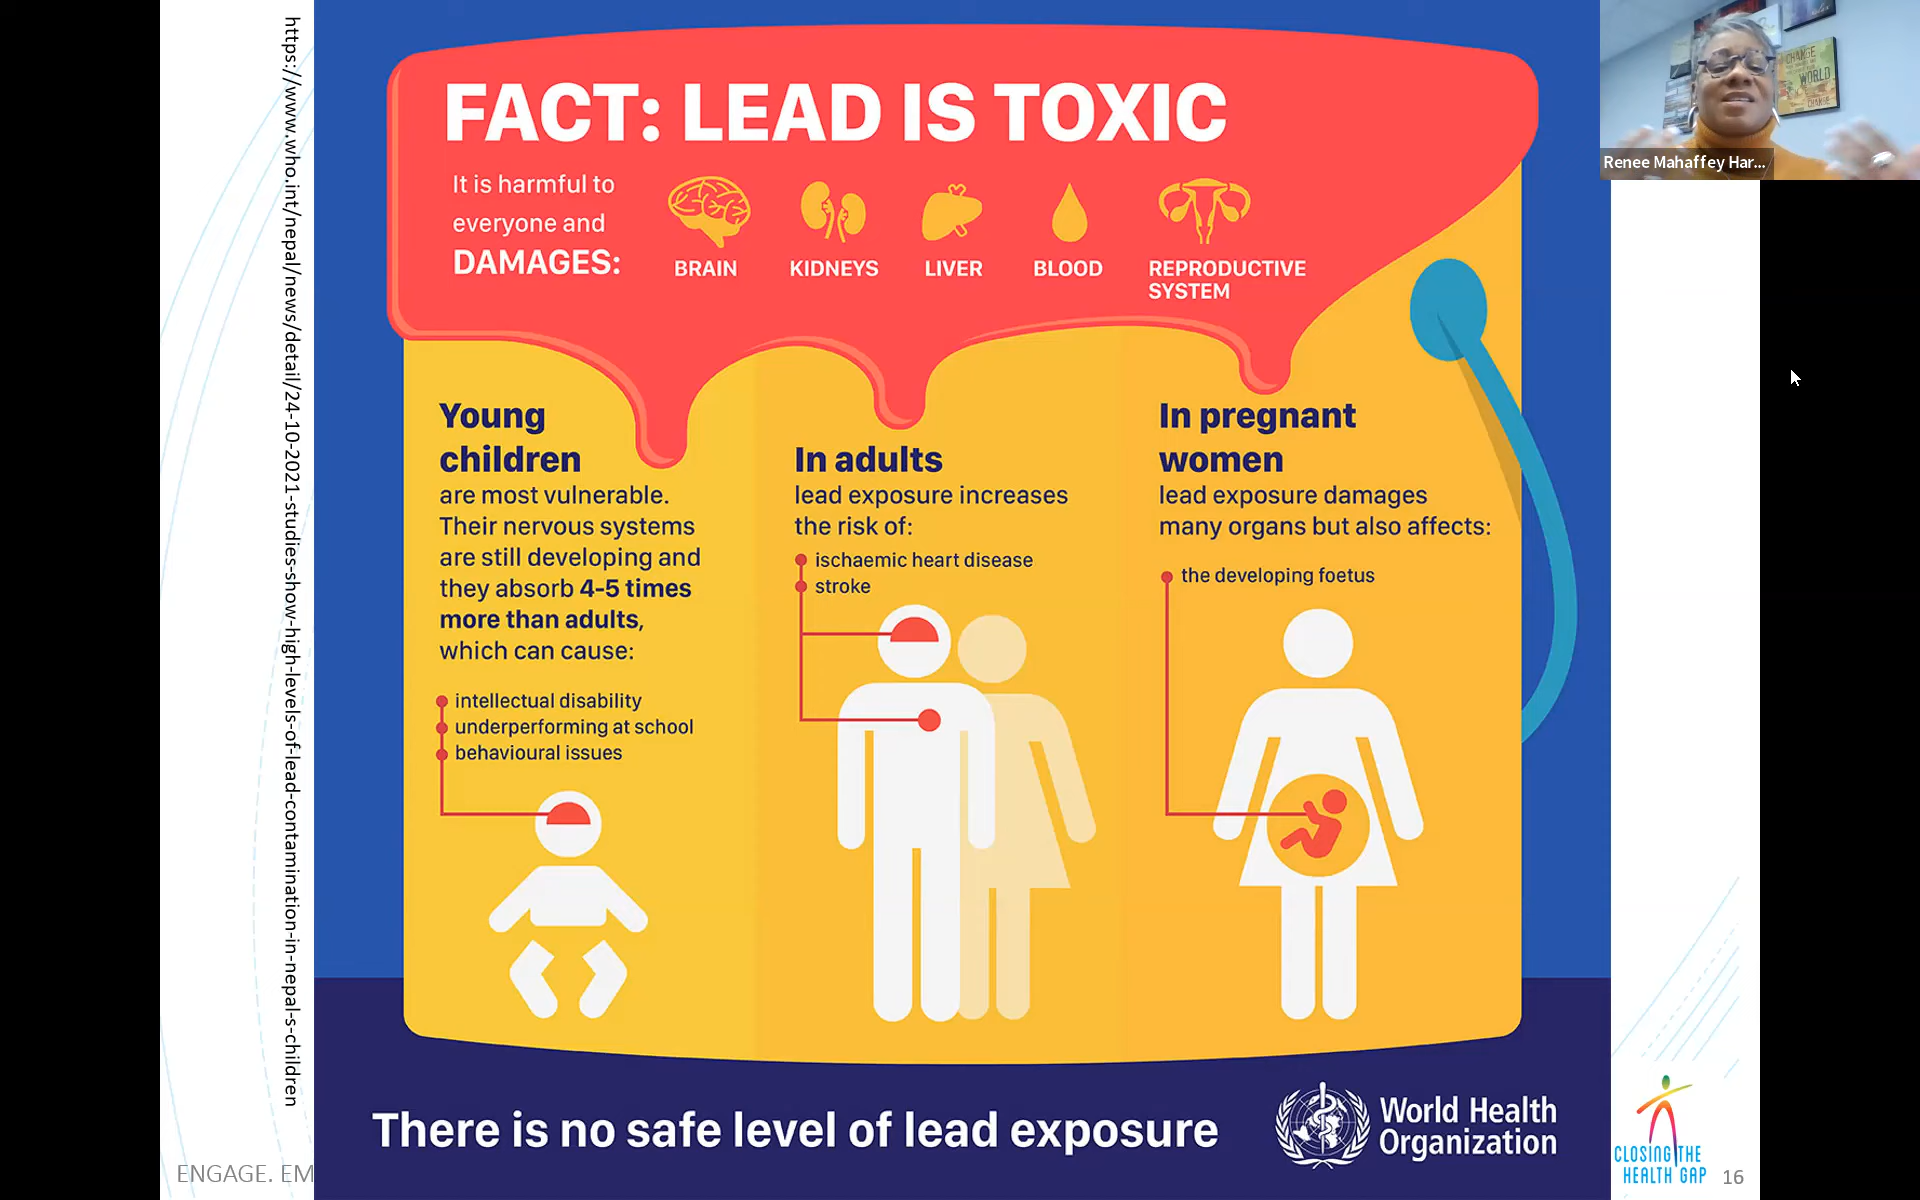 https://www.who.int/nepal/news/detail/24-10-2021-studies-show-high-levels-of-lead-contamination-in-nepal-s-children
FACT: LEAD IS TOXIC
It is harmful to
everyone and
DAMAGES:
BRAIN
KIDNEYS
LIVER
BLOOD
REPRODUCTIVE
SYSTEM
Young
children
are most vulnerable.
Their nervous systems
are still developing and
they absorb 4-5 times
more than adults,
which can cause:
intellectual disability
underperforming at school
behavioural issues
In adults
lead exposure increases
the risk of:
ischaemic heart disease
stroke
In pregnant
women
lead exposure damages
many organs but also affects:
the developing foetus
There is no safe level of lead exposure
World Health
Organization
ENGAGE. EM
CLOSING THE
HEALTH GAP
16
CHANGE
WORLD
CHANGE
Renee Mahaffey Har...